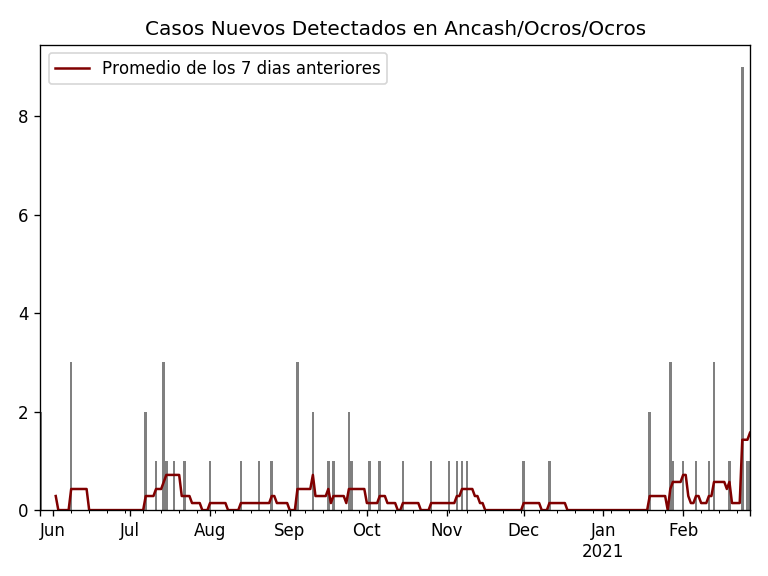 Casos Nuevos Detectados en Ancash/Ocros/Ocros
Promedio de los 7 dias anteriores
8
6
4
2
0
Jun Jul Aug Sep Oct Nov Dec Jan Feb
2021